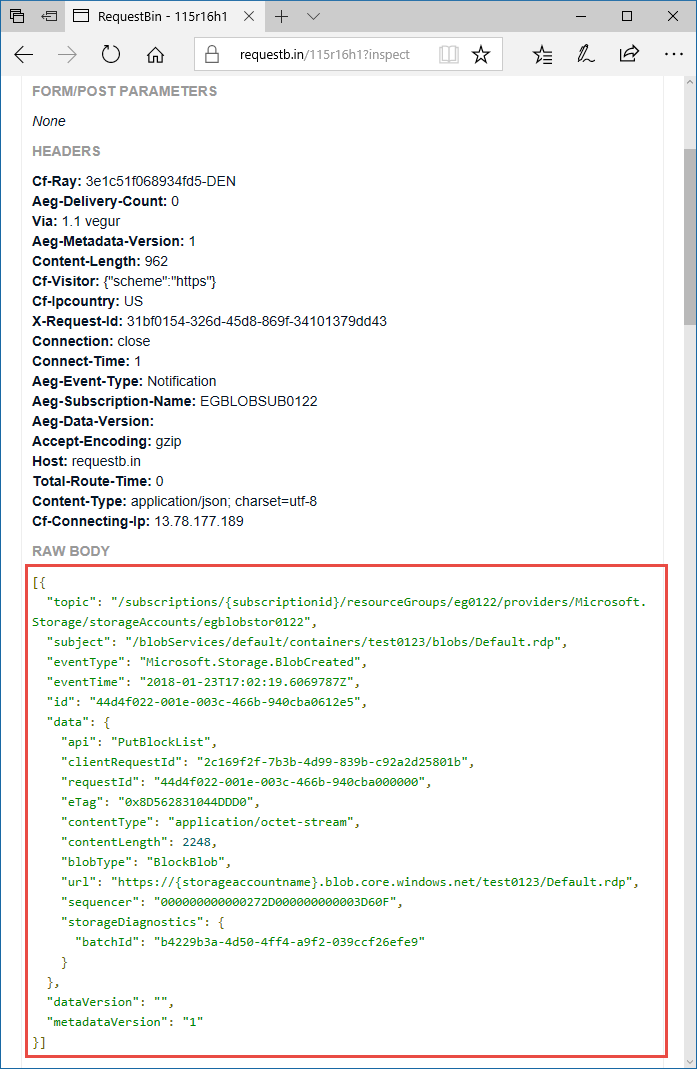 RequestBin - 115r16h1
requestb.in/115r16h1?inspect
FORM/POST PARAMETERS
None
HEADERS
Cf-Ray: 3e1c51f068934fd5-DEN
Aeg-Delivery-Count: 0
Via: 1.1 vegur
Aeg-Metadata-Version: 1
Content-Length: 962
Cf-Visitor: {"scheme":"https"}
Cf-Ipcountry: US
X-Request-Id: 31bf0154-326d-45d8-869f-34101379dd43
Connection: close
Connect-Time: 1
Aeg-Event-Type: Notification
Aeg-Subscription-Name: EGBLOBSUB0122
Aeg-Data-Version:
Accept-Encoding: gzip
Host: requestb.in
Total-Route-Time: 0
Content-Type: application/json; charset=utf-8
Cf-Connecting-Ip: 13.78.177.189
RAW BODY
[{
  "topic": "/subscriptions/{subscriptionid}/resourceGroups/eg0122/providers/Microsoft.
Storage/storageAccounts/egblobstor0122",
  "subject": "/blobServices/default/containers/test0123/blobs/Default.rdp",
  "eventType": "Microsoft.Storage.BlobCreated",
  "eventTime": "2018-01-23T17:02:19.6069787Z",
  "id": "44d4f022-001e-003c-466b-940cba0612e5",
  "data": {
    "api": "PutBlockList",
    "clientRequestId": "2c169f2f-7b3b-4d99-839b-c92a2d25801b",
    "requestId": "44d4f022-001e-003c-466b-940cba000000",
    "eTag": "0x8D562831044DDD0",
    "contentType": "application/octet-stream",
    "contentLength": 2248,
    "blobType": "BlockBlob",
    "url": "https://{storageaccountname}.blob.core.windows.net/test0123/Default.rdp",
    "sequencer": "000000000000272D000000000003D60F",
    "storageDiagnostics": {
      "batchId": "b4229b3a-4d50-4ff4-a9f2-039ccf26efe9"
    }
  },
  "dataVersion": "",
  "metadataVersion": "1"
}]